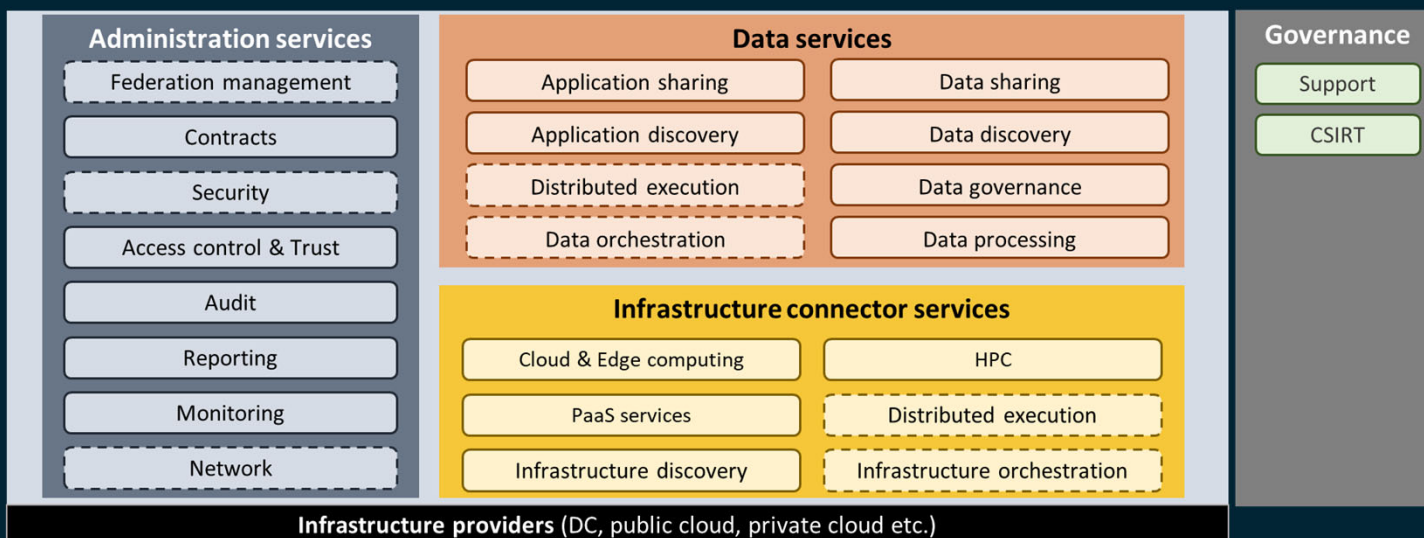 Administration services
Federation management
Contracts
Security
Access control & Trust
Audit
Reporting
Monitoring
Network
Data services
Application sharing
Data sharing
Application discovery
Data discovery
Distributed execution
Data governance
Data orchestration
Data processing
Infrastructure connector services
Cloud & Edge computing
HPC
PaaS services
Distributed execution
Infrastructure discovery
Infrastructure orchestration
Governance
Support
CSIRT
Infrastructure providers (DC, public cloud, private cloud etc.)